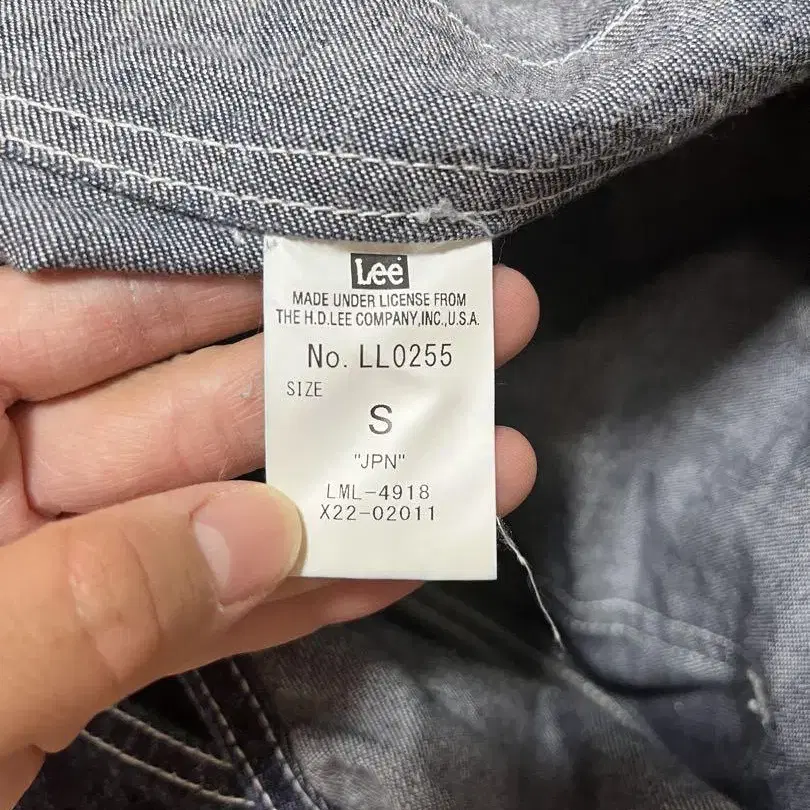 Lee
MADE UNDER LICENSE FROM
THE H.D.LEE COMPANY,INC.,U.S.A.
No. LL0255
SIZE
S
"JPN"
LML-4918
X22-02011